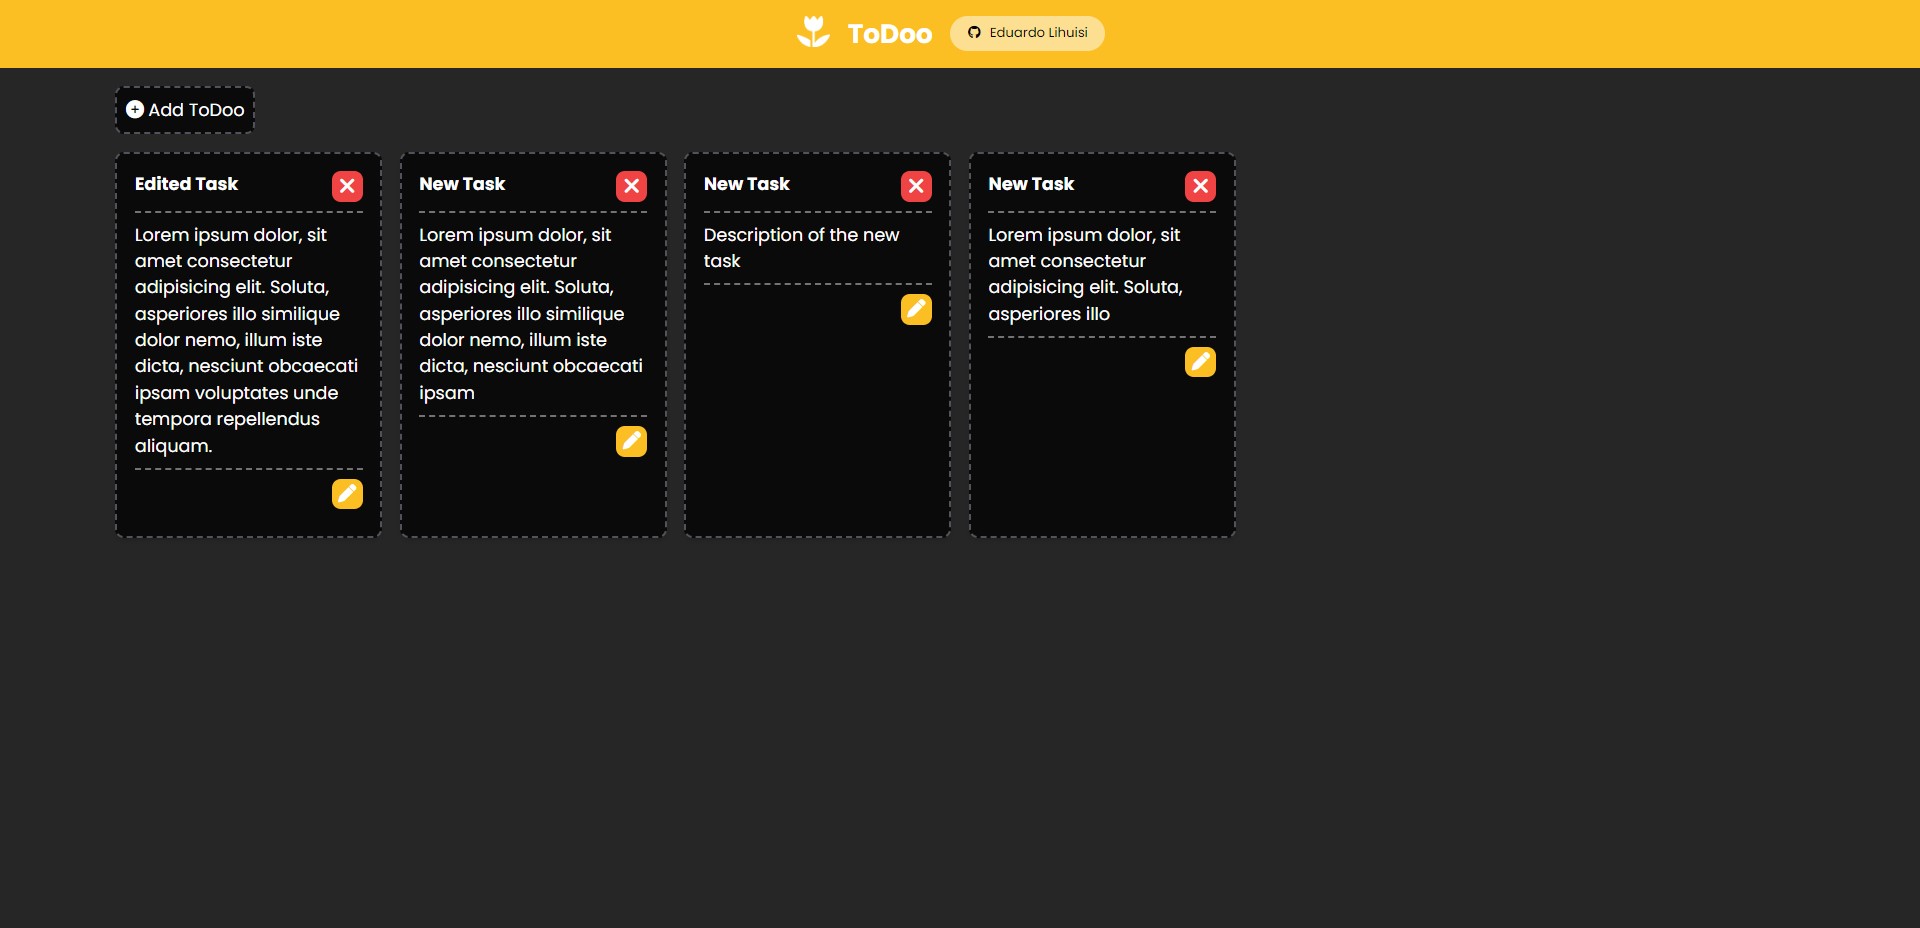 ToDoo
Eduardo Lihuisi
Add ToDoo
Edited Task
Lorem ipsum dolor, sit
amet consectetur
adipisicing elit. Soluta,
asperiores illo similique
dolor nemo, illum iste
dicta, nesciunt obcaecati
ipsam voluptates unde
tempora repellendus
aliquam.
New Task
Lorem ipsum dolor, sit
amet consectetur
adipisicing elit. Soluta,
asperiores illo similique
dolor nemo, illum iste
dicta, nesciunt obcaecati
ipsam
New Task
Description of the new
task
New Task
Lorem ipsum dolor, sit
amet consectetur
adipisicing elit. Soluta,
asperiores illo